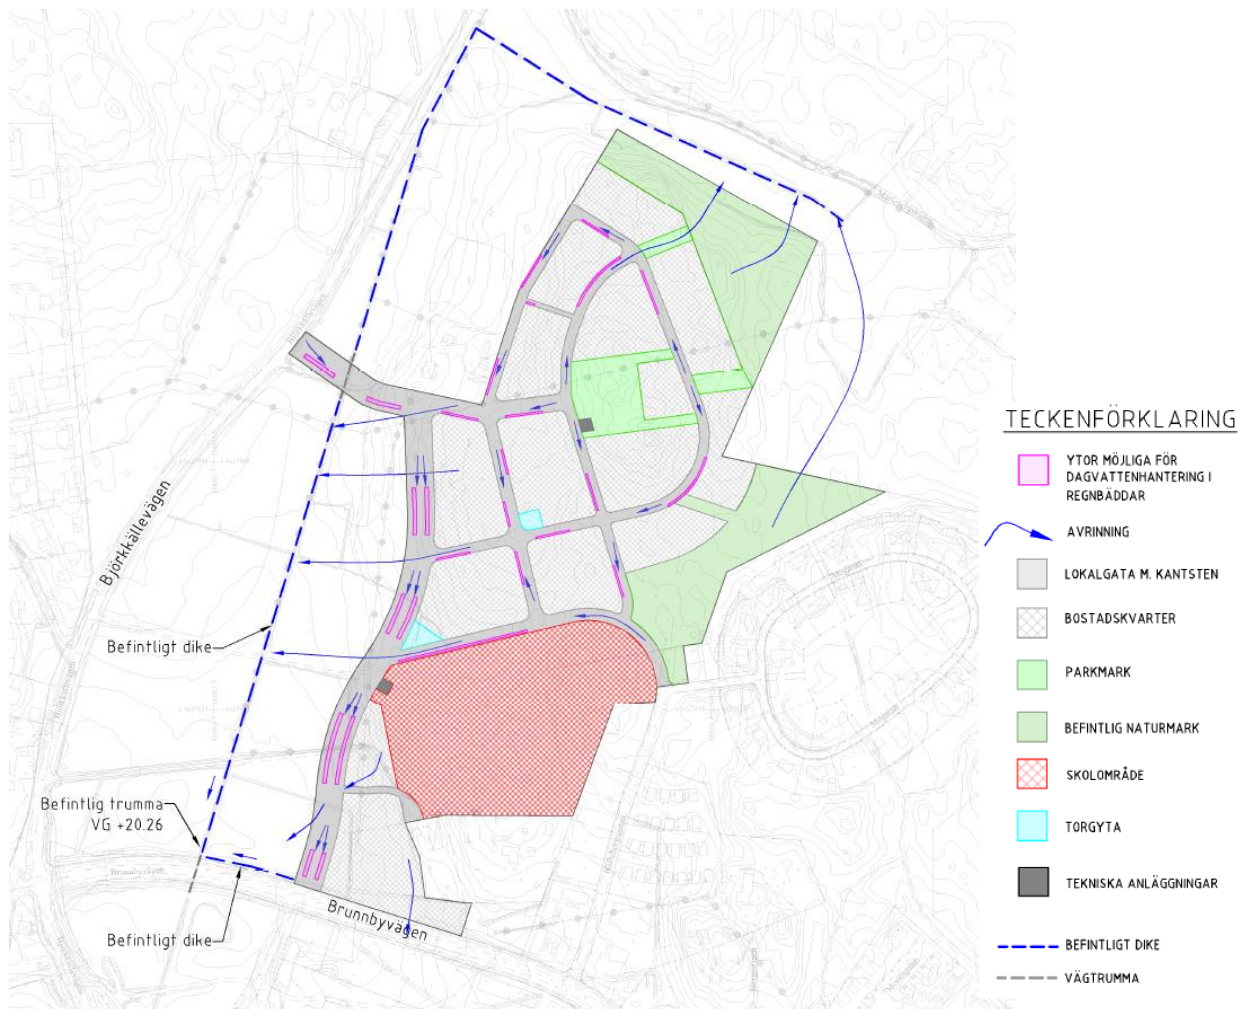 Björkkällevägen
Befintligt dike
Befintlig trumma
VG +20.26
Befintligt dike
Brunnbyvägen
TECKENFÖRKLARING
YTOR MÖJLIGA FÖR
DAGVATTENHANTERING I
REGNBÄDDAR
AVRINNING
LOKALGATA M. KANTSTEN
BOSTADSKVARTER
PARKMARK
BEFINTLIG NATURMARK
SKOLOMRÅDE
TORGYTA
TEKNISKA ANLÄGGNINGAR
BEFINTLIGT DIKE
VÄGTRUMMA